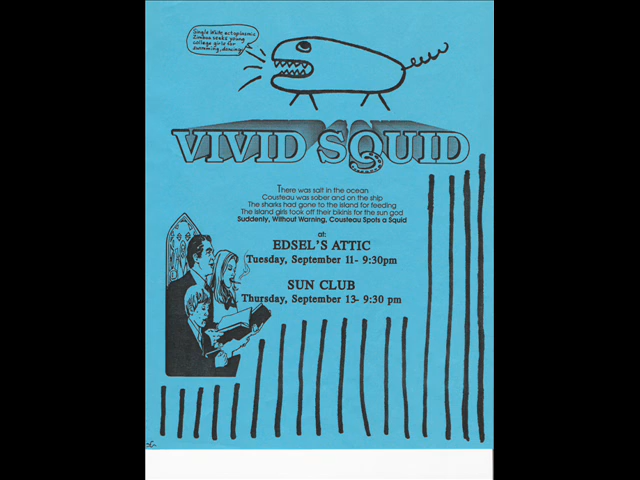 Single White ectoplasmic
Zimbus seeks young
college girls for
swimming, dancing
VIVID SQUID
There was salt in the ocean
Cousteau was sober and on the ship
The sharks had gone to the island for feeding
The island girls took off their bikinis for the sun god
Suddenly, Without Warning, Cousteau Spots a Squid
at:
EDSEL'S ATTIC
Tuesday, September 11- 9:30pm
SUN CLUB
Thursday, September 13- 9:30 pm